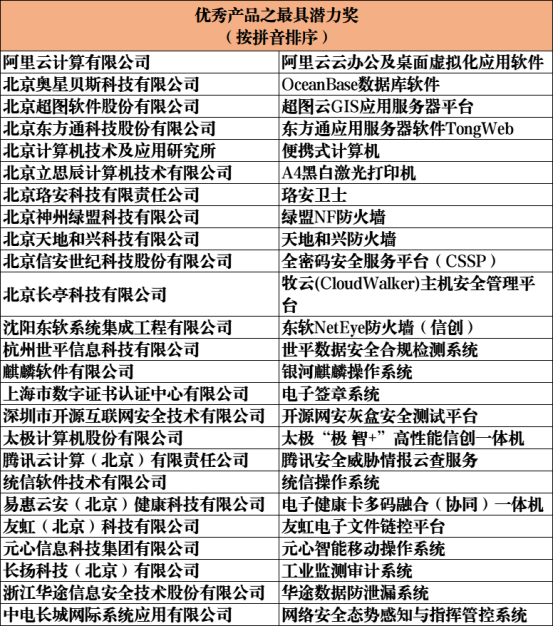 优秀产品之最具潜力奖
（按拼音排序）
阿里云计算有限公司 阿里云云办公及桌面虚拟化应用软件
北京奥星贝斯科技有限公司 OceanBase数据库软件
北京超图软件股份有限公司 超图云GIS应用服务器平台
北京东方通科技股份有限公司 东方通应用服务器软件TongWeb
北京计算机技术及应用研究所 便携式计算机
北京立思辰计算机技术有限公司 A4黑白激光打印机
北京珞安科技有限责任公司 珞安卫士
北京神州绿盟科技有限公司 绿盟NF防火墙
北京天地和兴科技有限公司 天地和兴防火墙
北京信安世纪科技股份有限公司 全密码安全服务平台（CSSP）
北京长亭科技有限公司 牧云(CloudWalker)主机安全管理平
台
沈阳东软系统集成工程有限公司 东软NetEye防火墙（信创）
杭州世平信息科技有限公司 世平数据安全合规检测系统
麒麟软件有限公司 银河麒麟操作系统
上海市数字证书认证中心有限公司 电子签章系统
深圳市开源互联网安全技术有限公司 开源网安灰盒安全测试平台
太极计算机股份有限公司 太极“极 智+”高性能信创一体机
腾讯云计算（北京）有限责任公司 腾讯安全威胁情报云查服务
统信软件技术有限公司 统信操作系统
易惠云安（北京）健康科技有限公司 电子健康卡多码融合（协同）一体机
友虹（北京）科技有限公司 友虹电子文件链控平台
元心信息科技集团有限公司 元心智能移动操作系统
长扬科技（北京）有限公司 工业监测审计系统
浙江华途信息安全技术股份有限公司 华途数据防泄漏系统
中电长城网际系统应用有限公司 网络安全态势感知与指挥管控系统